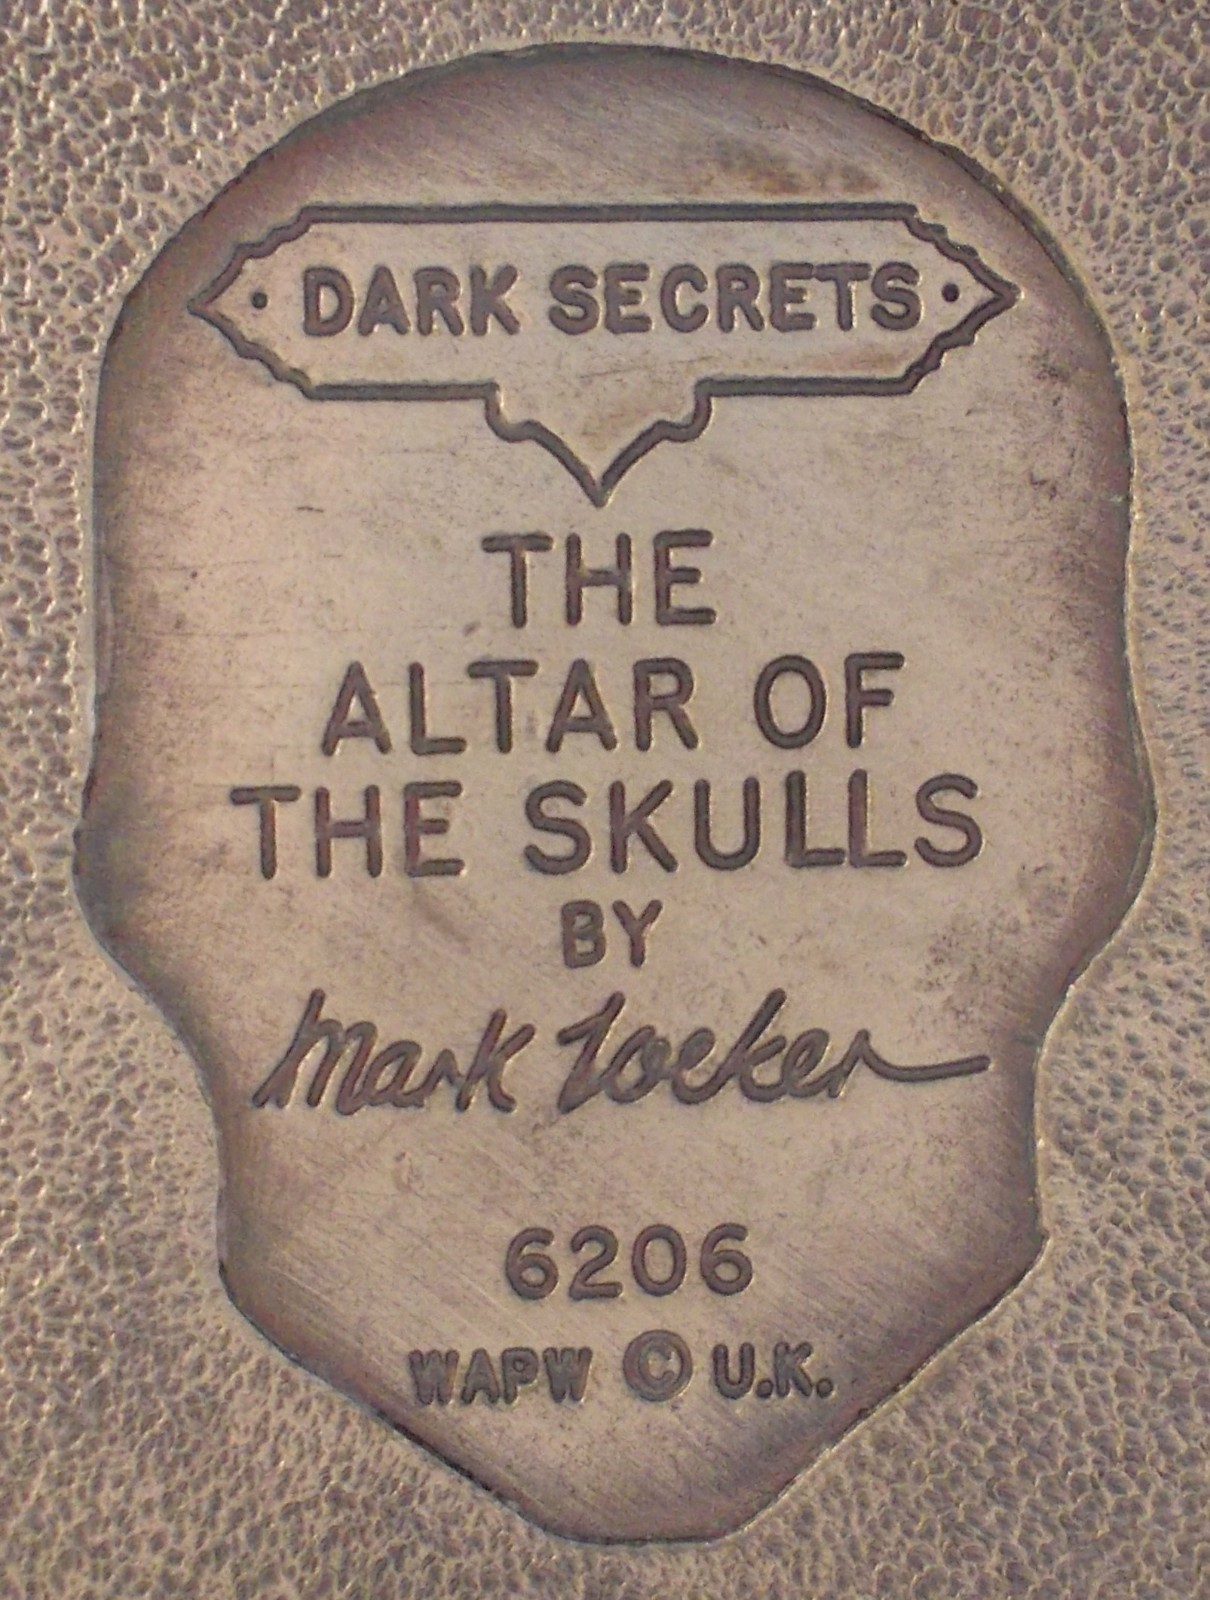 DARK SECRETS
THE
ALTAR OF
THE SKULLS
BY
Mark Locker
6206
WAPW © U.K.